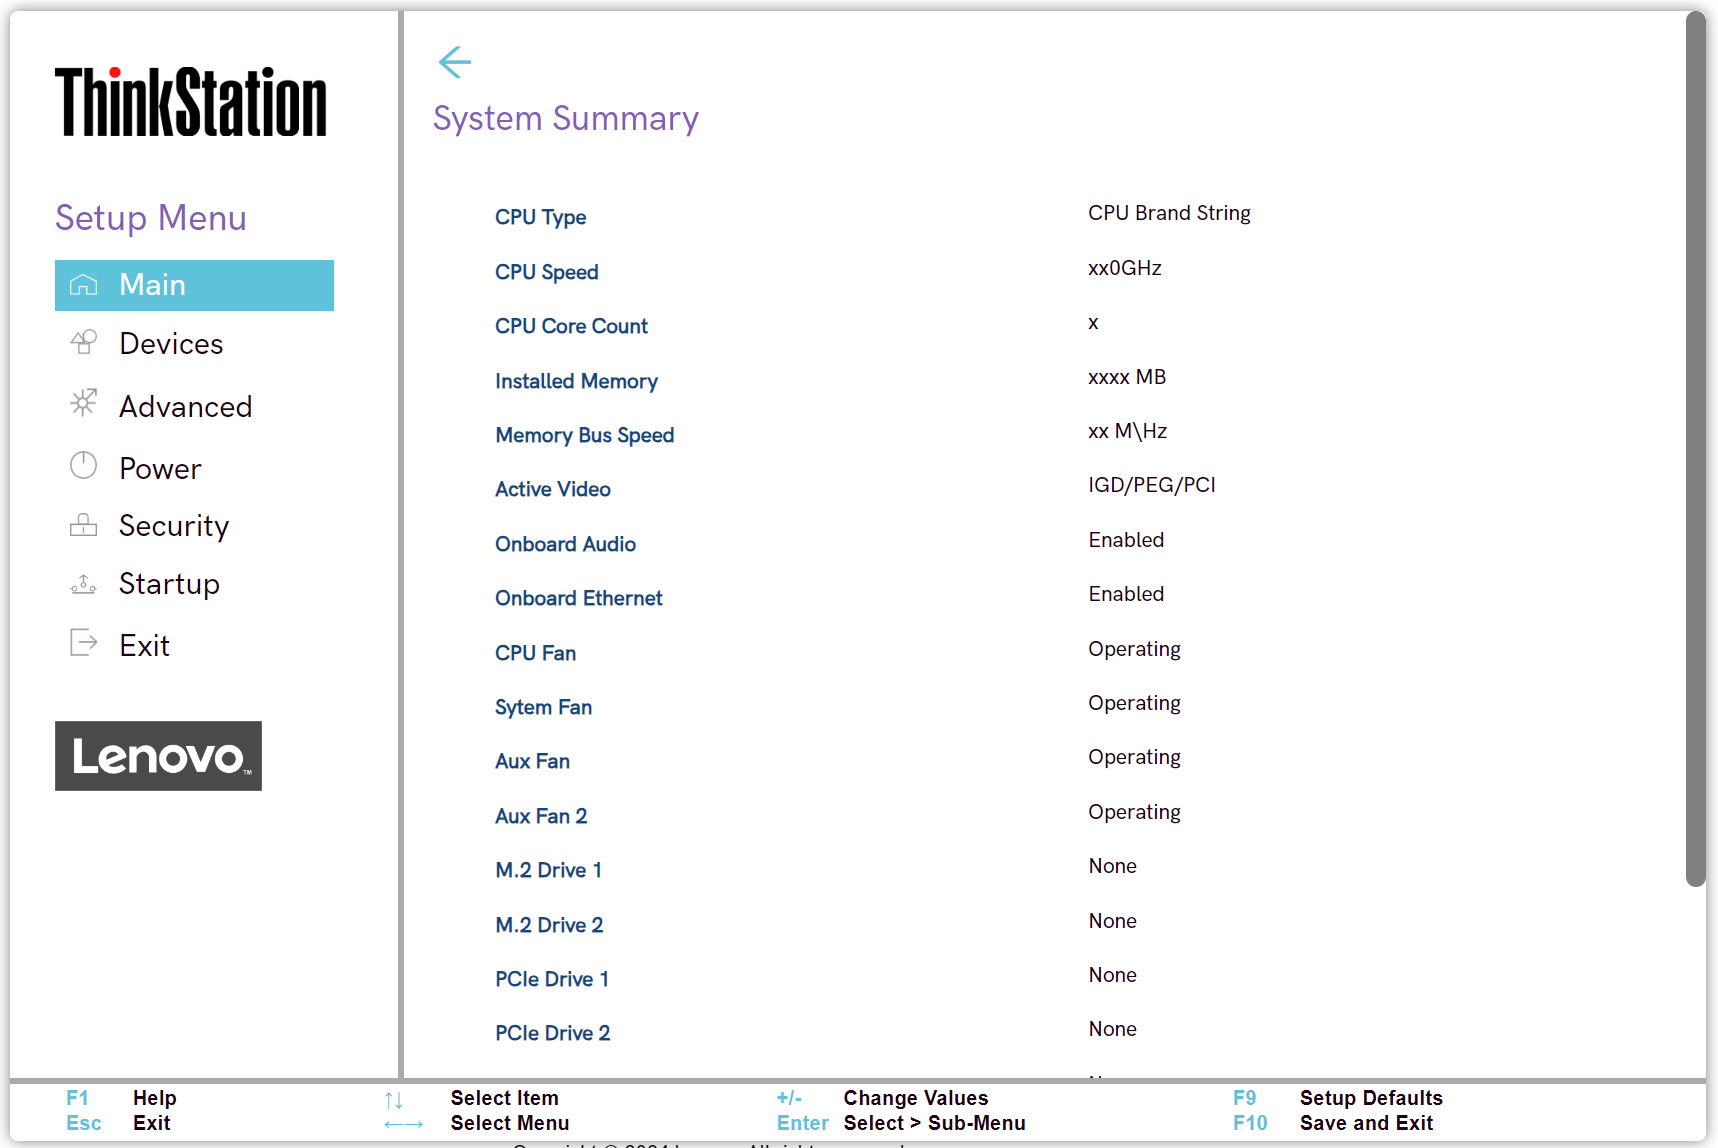 ThinkStation
Setup Menu
Main
Devices
Advanced
Power
Security
Startup
Exit
Lenovo™
System Summary
CPU Type CPU Brand String
CPU Speed xx0GHz
CPU Core Count x
Installed Memory xxxx MB
Memory Bus Speed xx M\Hz
Active Video IGD/PEG/PCI
Onboard Audio Enabled
Onboard Ethernet Enabled
CPU Fan Operating
Sytem Fan Operating
Aux Fan Operating
Aux Fan 2 Operating
M.2 Drive 1 None
M.2 Drive 2 None
PCIe Drive 1 None
PCIe Drive 2 None
F1 Help ↑↓ Select Item +/- Change Values F9 Setup Defaults
Esc Exit ←→ Select Menu Enter Select > Sub-Menu F10 Save and Exit